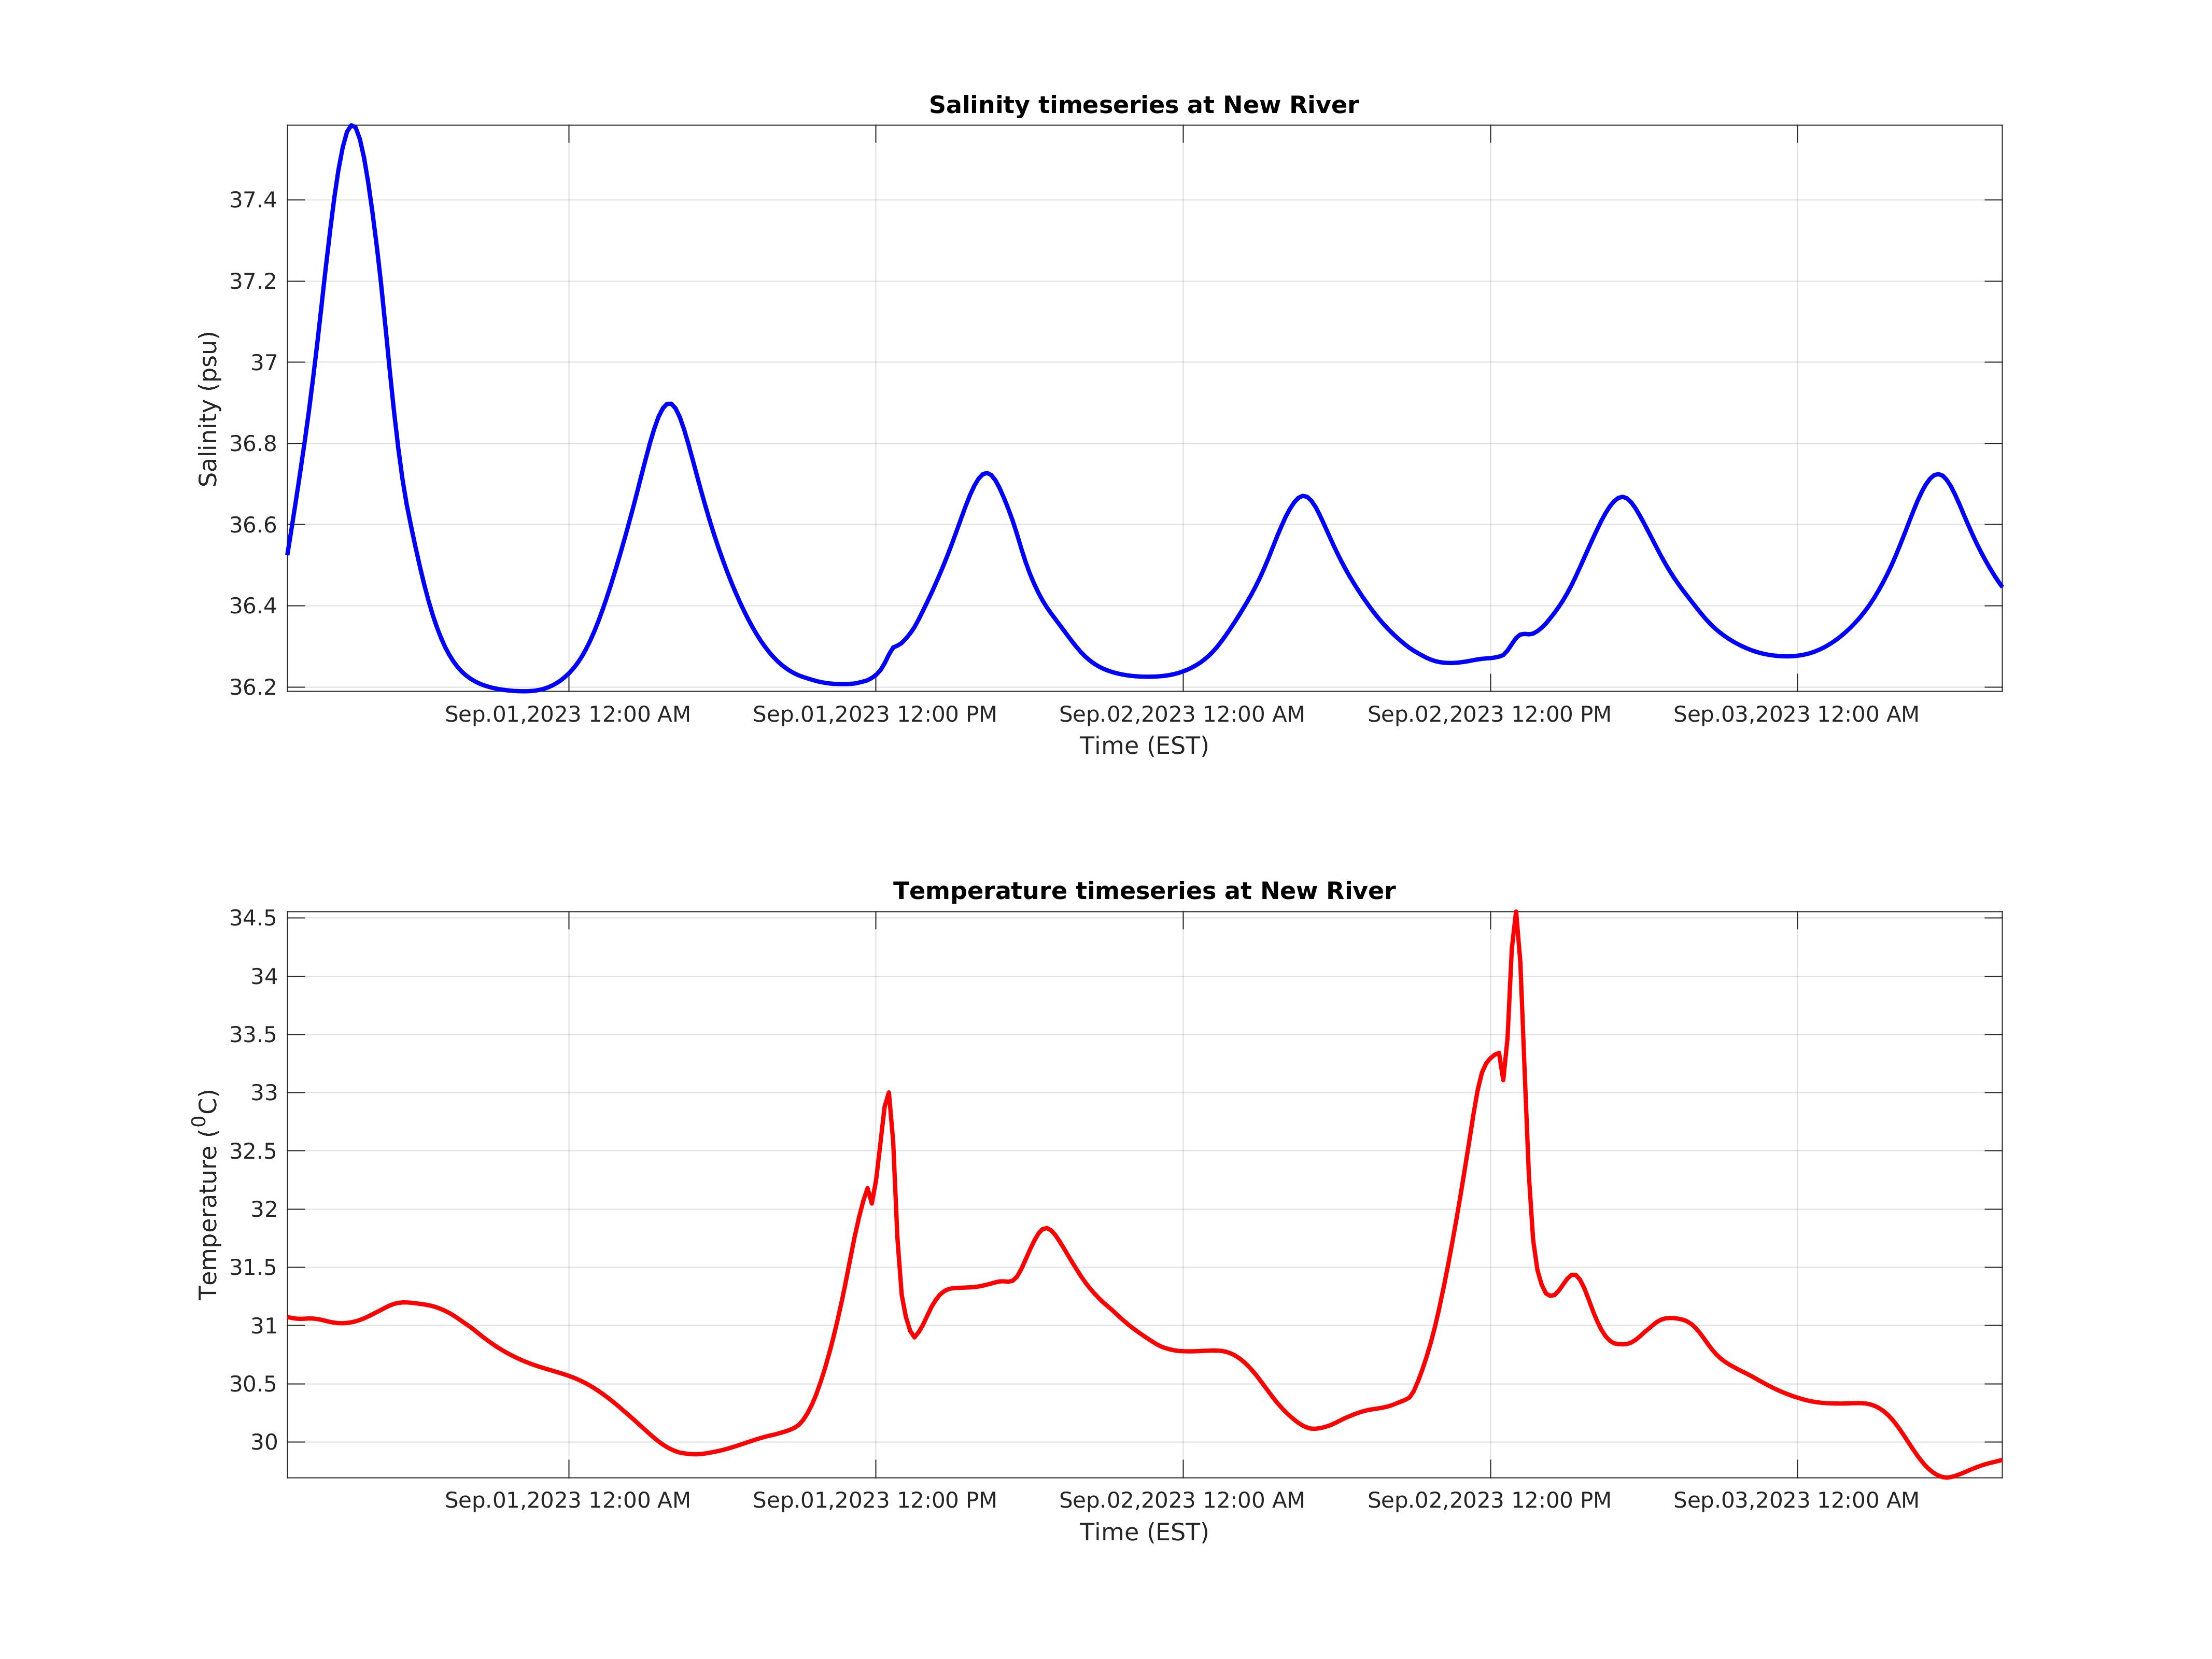 Salinity timeseries at New River
37.4
37.2
37
36.8
36.6
36.4
36.2
Salinity (psu)
Sep.01,2023 12:00 AM Sep.01,2023 12:00 PM Sep.02,2023 12:00 AM Sep.02,2023 12:00 PM Sep.03,2023 12:00 AM
Time (EST)
Temperature timeseries at New River
34.5
34
33.5
33
32.5
32
31.5
31
30.5
30
Temperature (⁰C)
Sep.01,2023 12:00 AM Sep.01,2023 12:00 PM Sep.02,2023 12:00 AM Sep.02,2023 12:00 PM Sep.03,2023 12:00 AM
Time (EST)